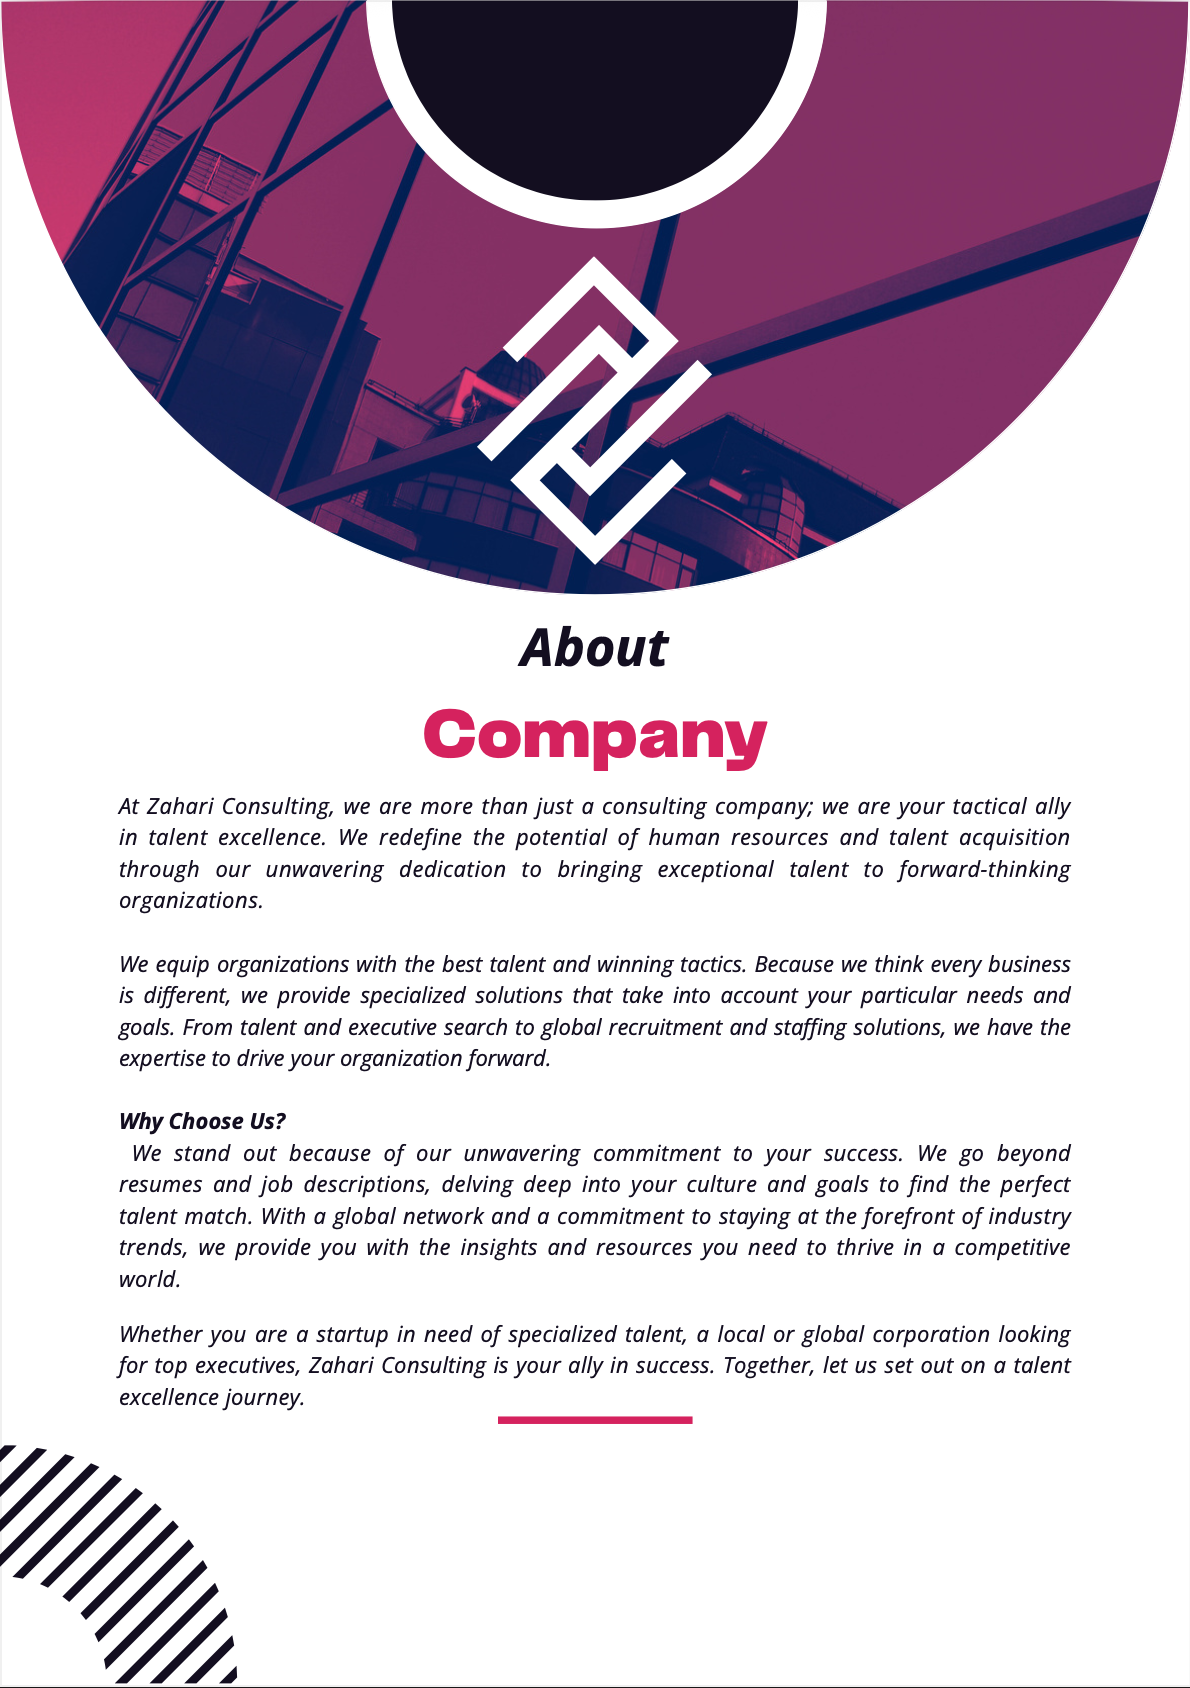 About
Company
At Zahari Consulting, we are more than just a consulting company; we are your tactical ally
in talent excellence. We redefine the potential of human resources and talent acquisition
through our unwavering dedication to bringing exceptional talent to forward-thinking
organizations.
We equip organizations with the best talent and winning tactics. Because we think every business
is different, we provide specialized solutions that take into account your particular needs and
goals. From talent and executive search to global recruitment and staffing solutions, we have the
expertise to drive your organization forward.
Why Choose Us?
We stand out because of our unwavering commitment to your success. We go beyond
resumes and job descriptions, delving deep into your culture and goals to find the perfect
talent match. With a global network and a commitment to staying at the forefront of industry
trends, we provide you with the insights and resources you need to thrive in a competitive
world.
Whether you are a startup in need of specialized talent, a local or global corporation looking
for top executives, Zahari Consulting is your ally in success. Together, let us set out on a talent
excellence journey.